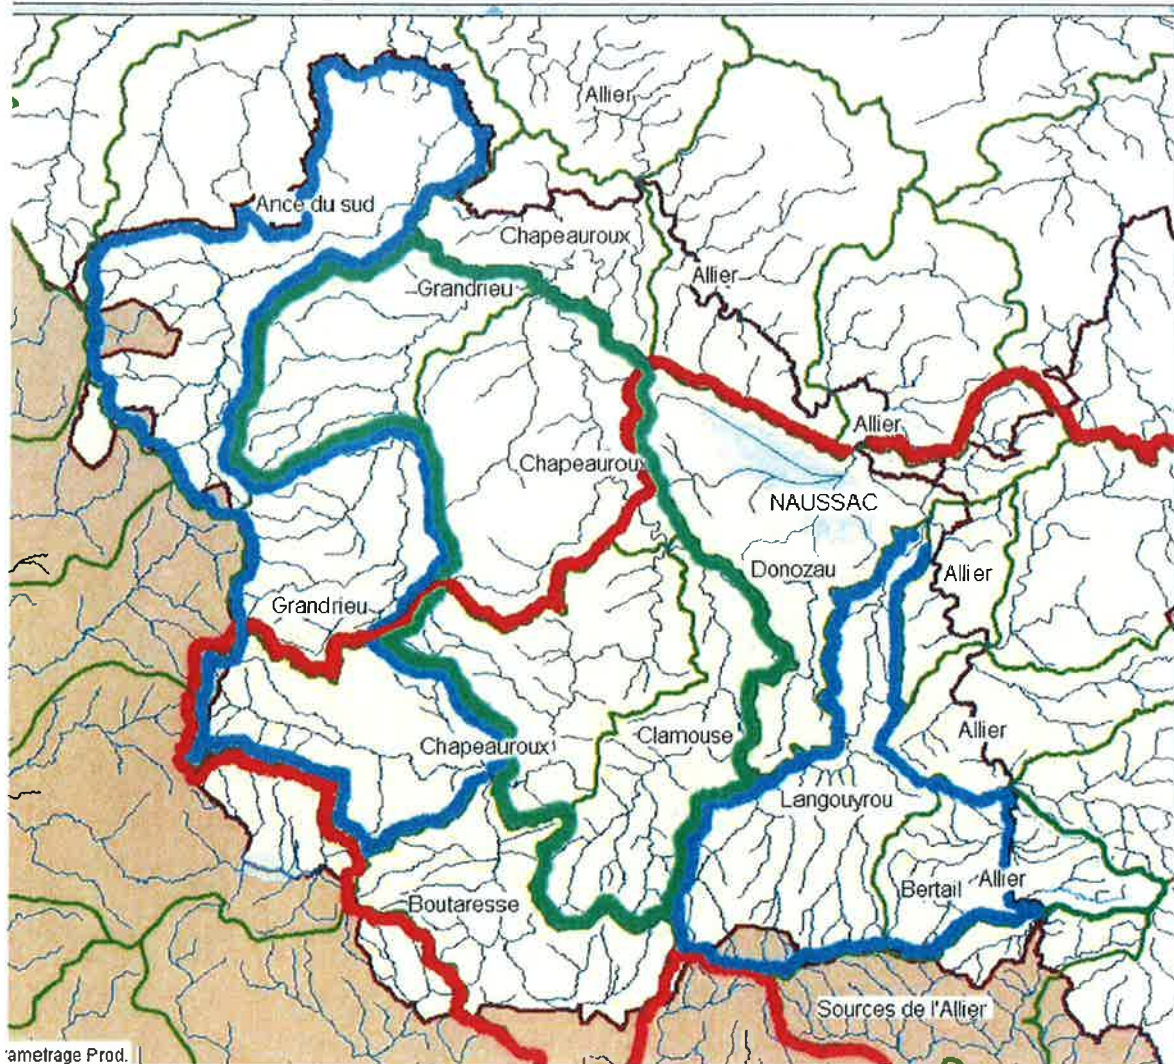 Allier
Ance du sud
Chapeauroux
Allier
Grandrieu
Allier
Chapeauroux
NAUSSAC
Donozau
Allier
Grandrieu
Allier
Clamouse
Chapeauroux
Langouyrou
Bertail
Allier
Boutaresse
Sources de l'Allier
rametrage Prod.